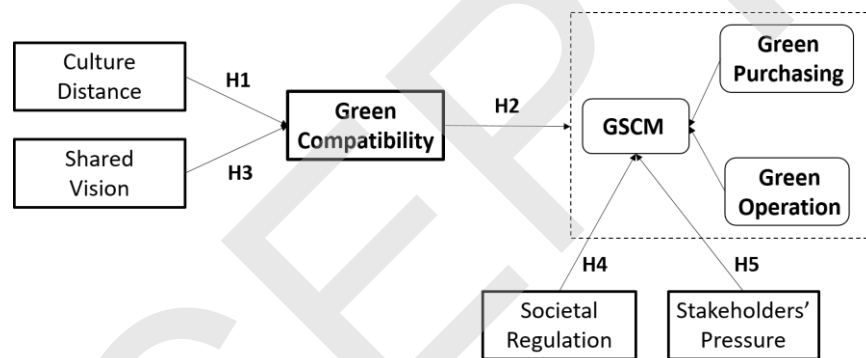 Culture
Distance
H1
Shared
Vision
H3
Green
Compatibility
H2
GSCM
Green
Purchasing
Green
Operation
H4
H5
Societal
Regulation
Stakeholders'
Pressure